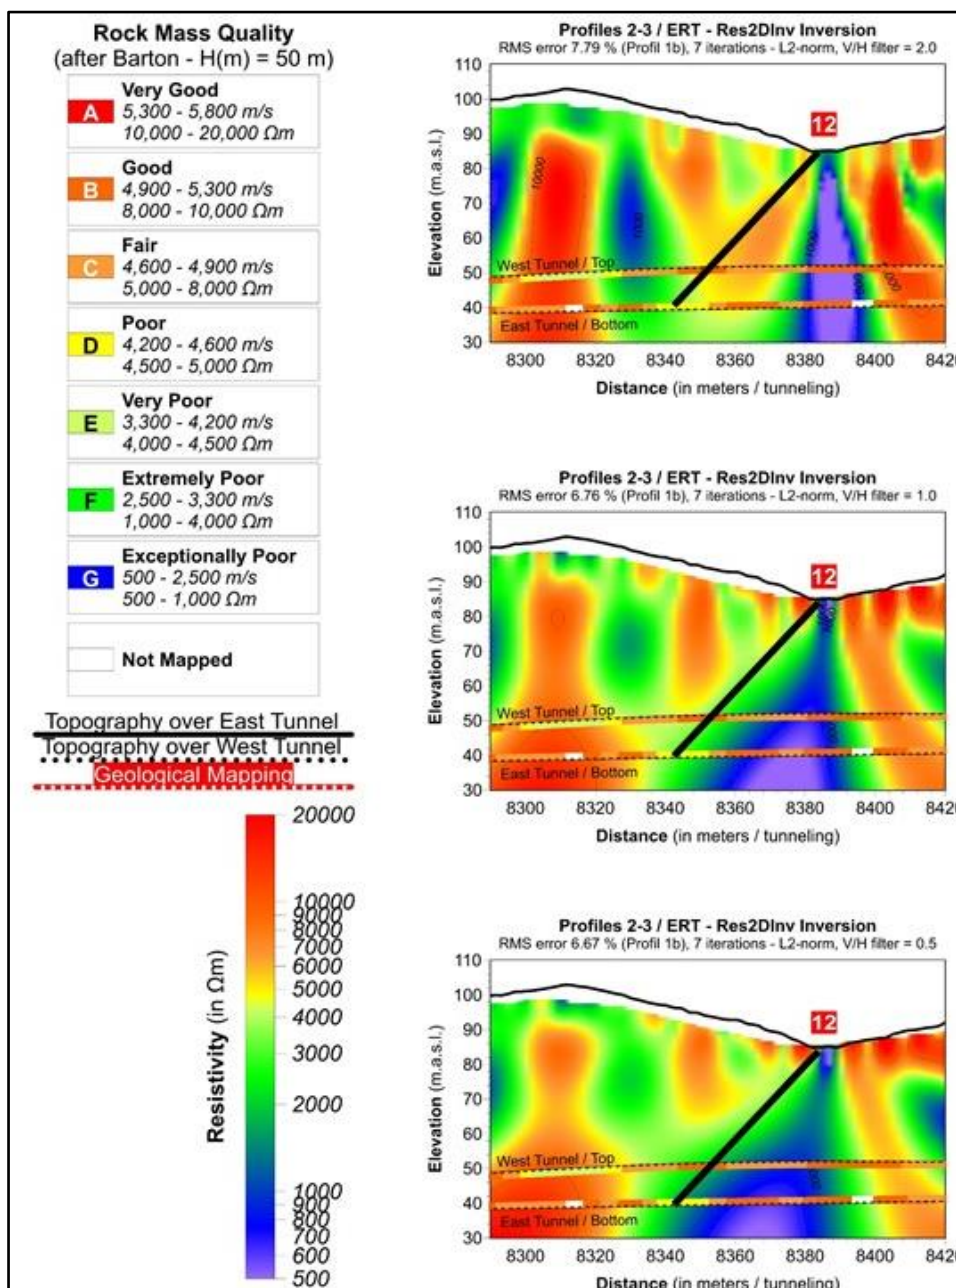 Rock Mass Quality
(after Barton - H(m) = 50 m)
A
Very Good
5,300 - 5,800 m/s
10,000 - 20,000 Ωm
B
Good
4,900 - 5,300 m/s
8,000 - 10,000 Ωm
C
Fair
4,600 - 4,900 m/s
5,000 - 8,000 Ωm
D
Poor
4,200 - 4,600 m/s
4,500 - 5,000 Ωm
E
Very Poor
3,300 - 4,200 m/s
4,000 - 4,500 Ωm
F
Extremely Poor
2,500 - 3,300 m/s
1,000 - 4,000 Ωm
G
Exceptionally Poor
500 - 2,500 m/s
500 - 1,000 Ωm
Not Mapped
Topography over East Tunnel
Topography over West Tunnel
Geological Mapping
Resistivity (in Ωm)
20000
10000
9000
8000
7000
6000
5000
4000
3000
2000
1000
900
800
700
600
500
Profiles 2-3 / ERT - Res2DInv Inversion
RMS error 7.79 % (Profil 1b), 7 iterations - L2-norm, V/H filter = 2.0
Elevation (m.a.s.l.)
110
100
90
80
70
60
50
40
30
12
10000
1000
1000
West Tunnel / Top
East Tunnel / Bottom
8300 8320 8340 8360 8380 8400 8420
Distance (in meters / tunneling)
Profiles 2-3 / ERT - Res2DInv Inversion
RMS error 6.76 % (Profil 1b), 7 iterations - L2-norm, V/H filter = 1.0
Elevation (m.a.s.l.)
110
100
90
80
70
60
50
40
30
12
West Tunnel / Top
East Tunnel / Bottom
8300 8320 8340 8360 8380 8400 8420
Distance (in meters / tunneling)
Profiles 2-3 / ERT - Res2DInv Inversion
RMS error 6.67 % (Profil 1b), 7 iterations - L2-norm, V/H filter = 0.5
Elevation (m.a.s.l.)
110
100
90
80
70
60
50
40
30
12
West Tunnel / Top
East Tunnel / Bottom
8300 8320 8340 8360 8380 8400 8420
Distance (in meters / tunneling)